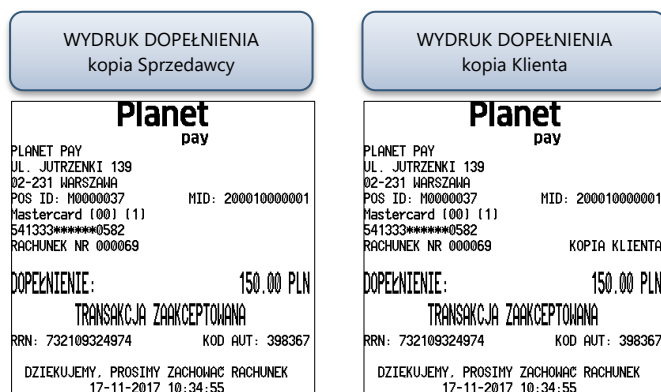 WYDRUK DOPEŁNIENIA
kopia Sprzedawcy
Planet
pay
PLANET PAY
UL. JUTRZENKI 139
02-231 WARSZAWA
POS ID: M0000037 MID: 200010000001
Mastercard (00) (1)
541333******0582
RACHUNEK NR 000069
DOPEŁNIENIE: 150.00 PLN
TRANSAKCJA ZAAKCEPTOWANA
RRN: 732109324974 KOD AUT: 398367
DZIEKUJEMY, PROSIMY ZACHOWAĆ RACHUNEK
17-11-2017 10:34:55
WYDRUK DOPEŁNIENIA
kopia Klienta
Planet
pay
PLANET PAY
UL. JUTRZENKI 139
02-231 WARSZAWA
POS ID: M0000037 MID: 200010000001
Mastercard (00) (1)
541333******0582
RACHUNEK NR 000069 KOPIA KLIENTA
DOPEŁNIENIE: 150.00 PLN
TRANSAKCJA ZAAKCEPTOWANA
RRN: 732109324974 KOD AUT: 398367
DZIEKUJEMY, PROSIMY ZACHOWAĆ RACHUNEK
17-11-2017 10:34:55